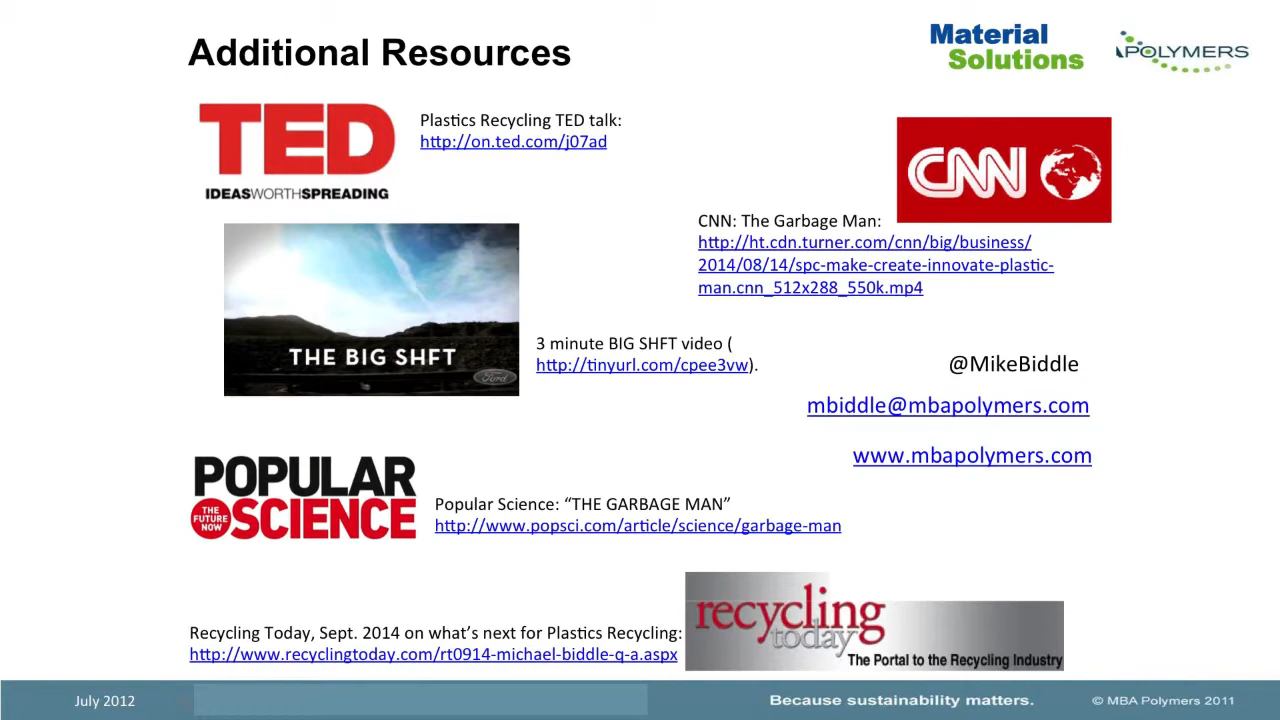 Additional Resources
Material
Solutions
POLYMERS
TED
IDEASWORTHSPREADING
Plastics Recycling TED talk:
http://on.ted.com/j07ad
CNN
CNN: The Garbage Man:
http://ht.cdn.turner.com/cnn/big/business/
2014/08/14/spc-make-create-innovate-plastic-
man.cnn_512x288_550k.mp4
THE BIG SHFT
Ford
3 minute BIG SHFT video (
http://tinyurl.com/cpee3vw).
@MikeBiddle
mbiddle@mbapolymers.com
www.mbapolymers.com
POPULAR
THE FUTURE NOW
SCIENCE
Popular Science: “THE GARBAGE MAN”
http://www.popsci.com/article/science/garbage-man
Recycling Today, Sept. 2014 on what’s next for Plastics Recycling:
http://www.recyclingtoday.com/rt0914-michael-biddle-q-a.aspx
recycling
today
The Portal to the Recycling Industry
July 2012
Because sustainability matters.
© MBA Polymers 2011